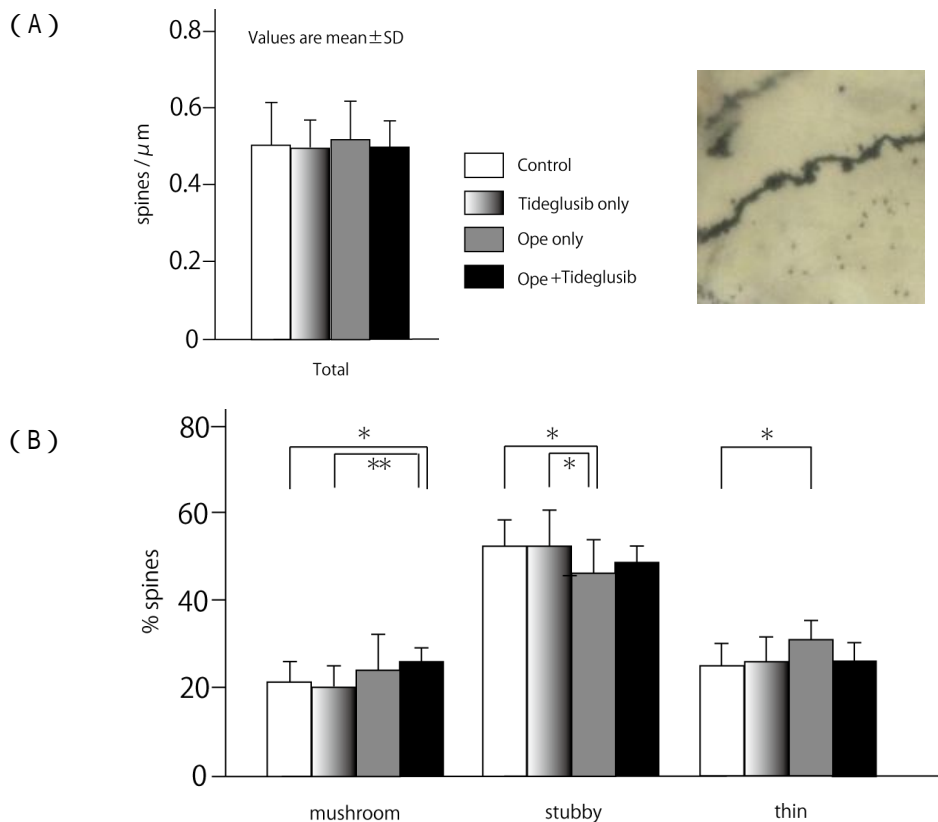 (A)
0.8
Values are mean±SD
0.6
0.4
0.2
0
spines / μm
Total
Control
Tideglusib only
Ope only
Ope +Tideglusib
(B)
80
60
40
20
0
% spines
*
**
*
*
*
mushroom
stubby
thin